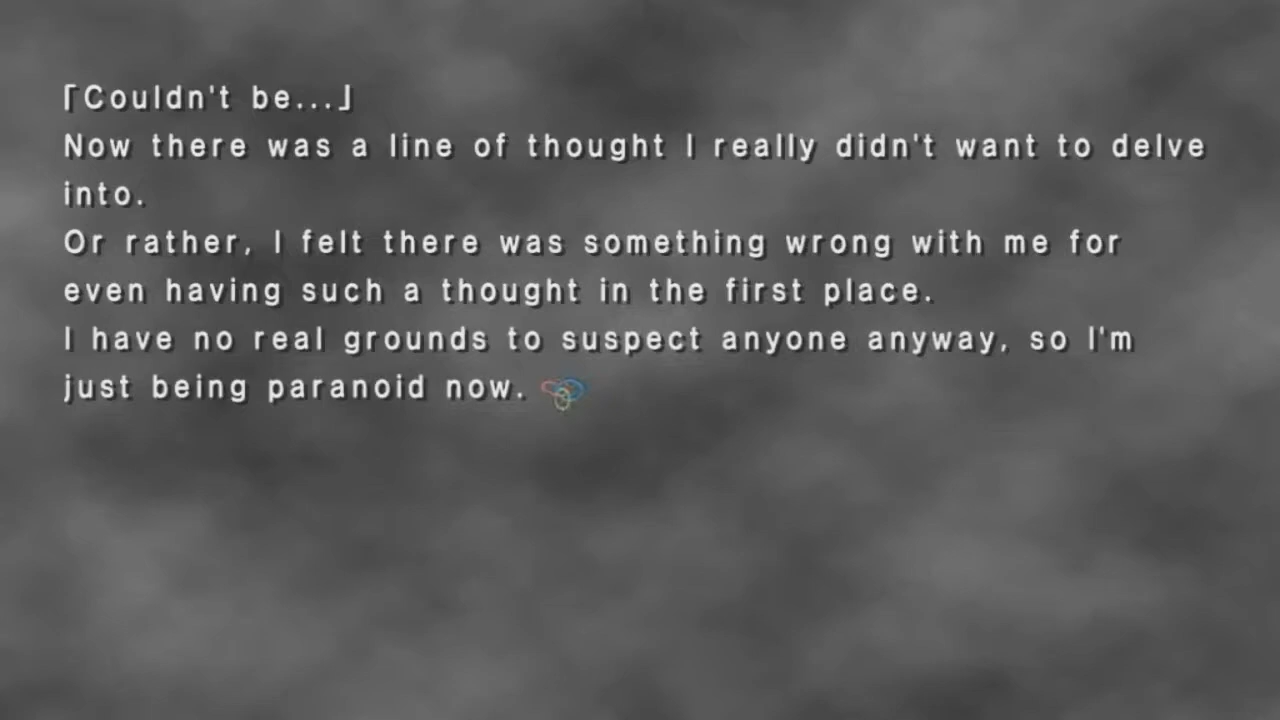 「Couldn't be...」
Now there was a line of thought I really didn't want to delve
into.
Or rather, I felt there was something wrong with me for
even having such a thought in the first place.
I have no real grounds to suspect anyone anyway, so I'm
just being paranoid now.